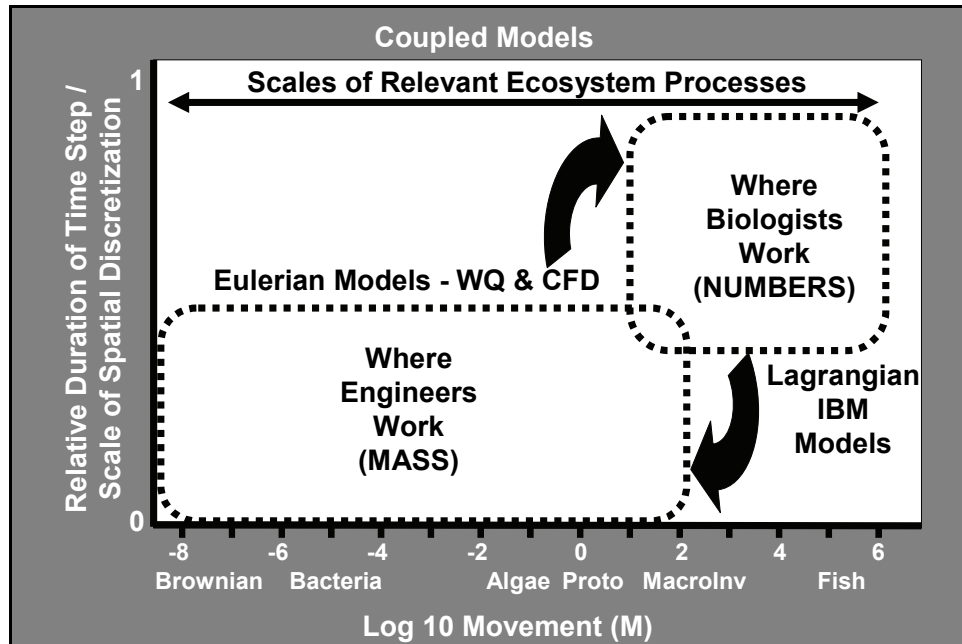 Coupled Models
Relative Duration of Time Step /
Scale of Spatial Discretization
1
0
Scales of Relevant Ecosystem Processes
Where
Biologists
Work
(NUMBERS)
Eulerian Models - WQ & CFD
Where
Engineers
Work
(MASS)
Lagrangian
IBM
Models
-8 -6 -4 -2 0 2 4 6
Brownian Bacteria Algae Proto MacroInv Fish
Log 10 Movement (M)